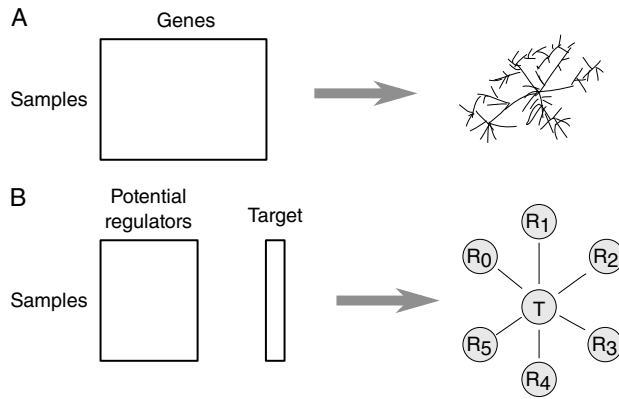 A
Genes
Samples
B
Potential
regulators
Target
Samples
R1
R0
R2
T
R5
R3
R4